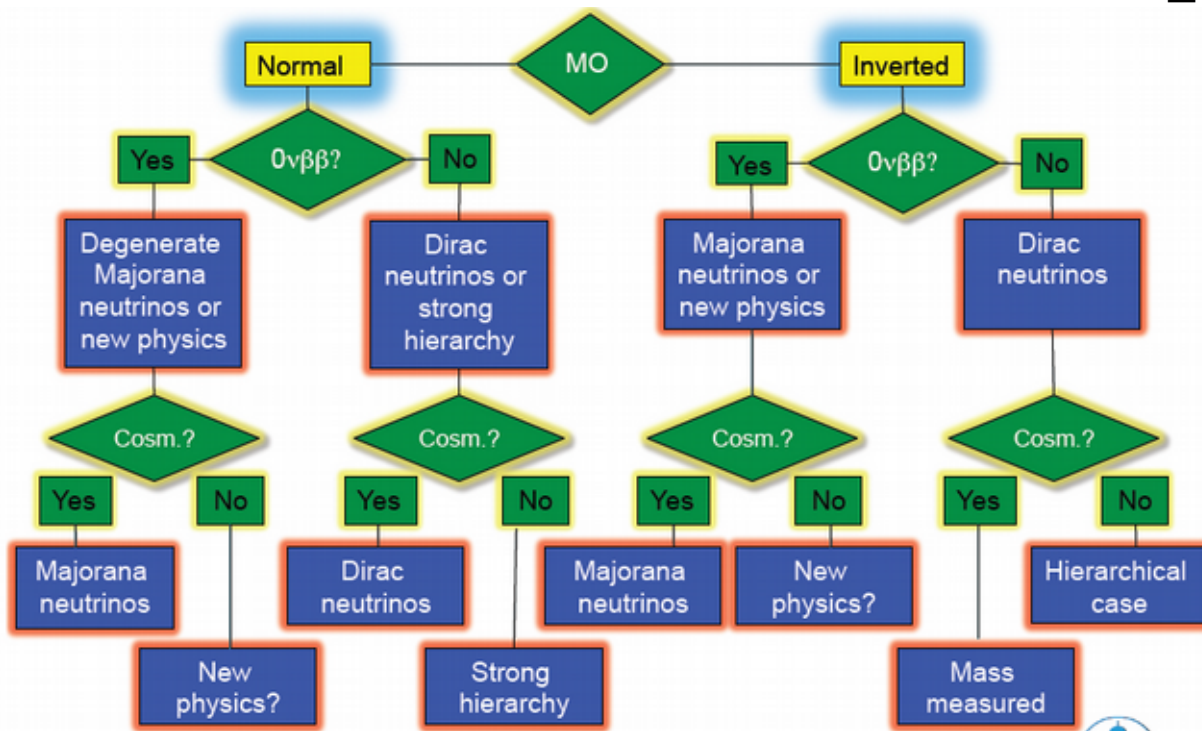 Normal
MO
Inverted
Yes
0νββ?
No
Yes
0νββ?
No
Degenerate
Majorana
neutrinos or
new physics
Dirac
neutrinos or
strong
hierarchy
Majorana
neutrinos or
new physics
Dirac
neutrinos
Cosm.?
Cosm.?
Cosm.?
Cosm.?
Yes
No
Yes
No
Yes
No
Yes
No
Majorana
neutrinos
Dirac
neutrinos
Majorana
neutrinos
New
physics?
Hierarchical
case
New
physics?
Strong
hierarchy
Mass
measured